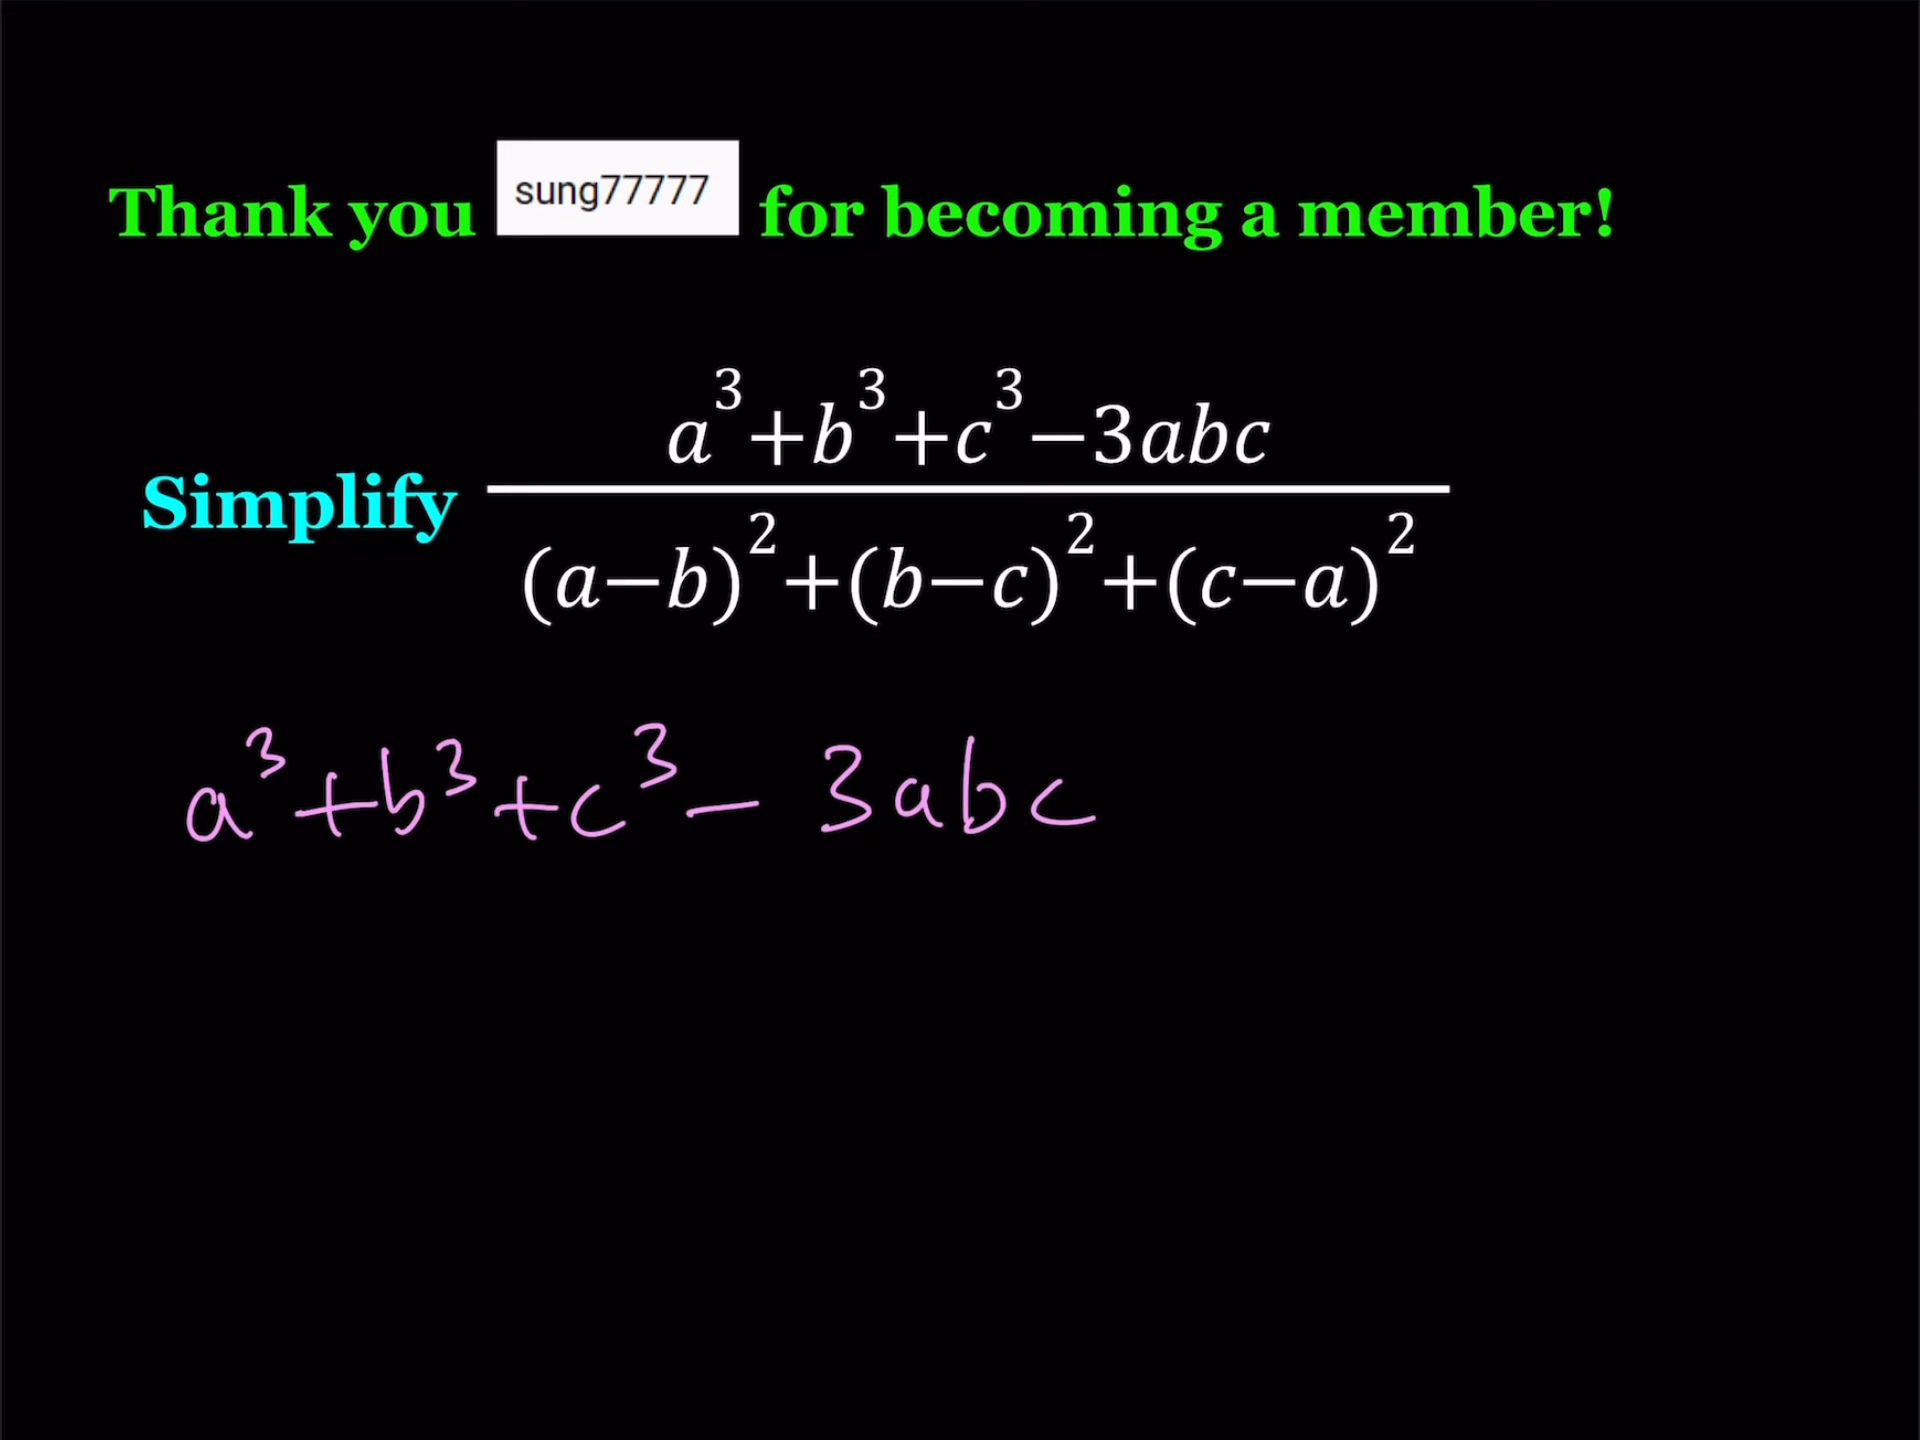 Thank you sung77777 for becoming a member!
Simplify
a³+b³+c³−3abc
(a−b)²+(b−c)²+(c−a)²
a³+b³+c³− 3abc